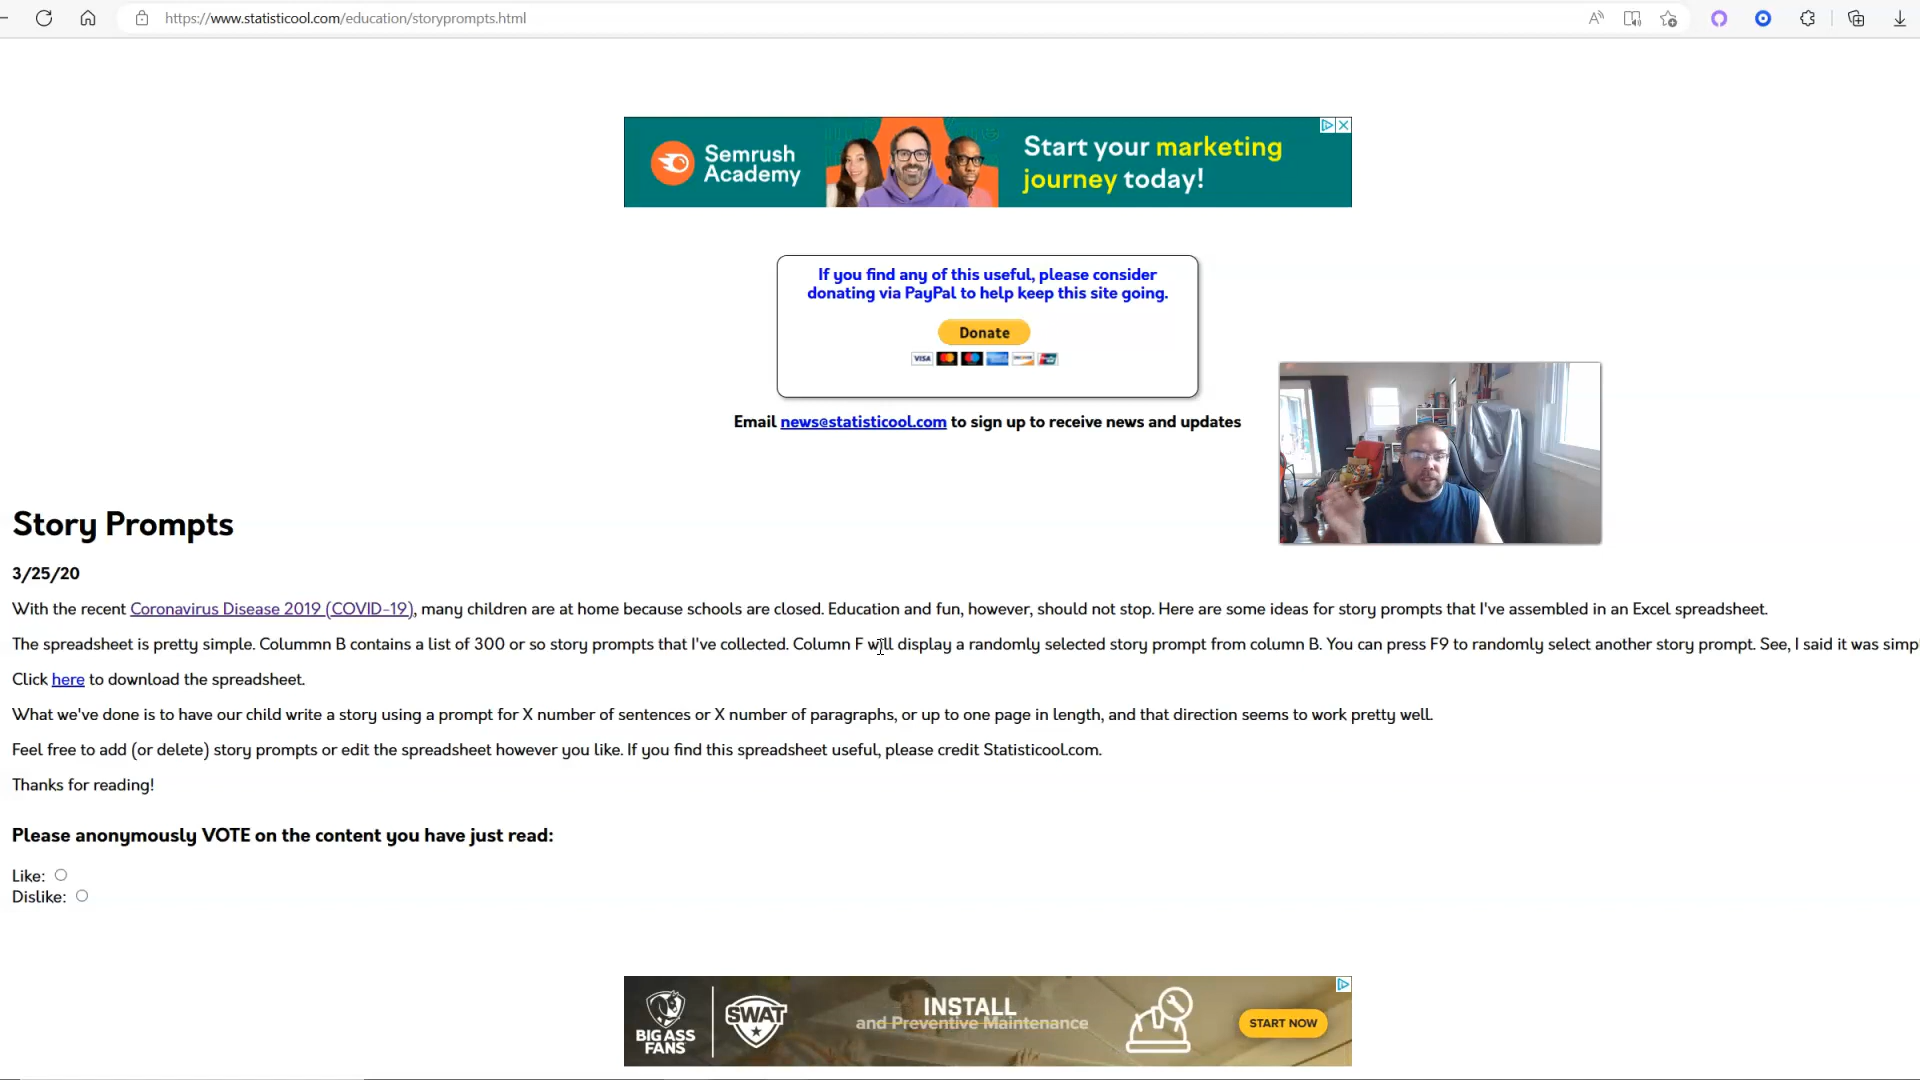 https://www.statisticool.com/education/storyprompts.html
Semrush
Academy
Start your marketing
journey today!
If you find any of this useful, please consider
donating via PayPal to help keep this site going.
Donate
VISA
Email news@statisticool.com to sign up to receive news and updates
Story Prompts
3/25/20
With the recent Coronavirus Disease 2019 (COVID-19), many children are at home because schools are closed. Education and fun, however, should not stop. Here are some ideas for story prompts that I've assembled in an Excel spreadsheet.
The spreadsheet is pretty simple. Columnn B contains a list of 300 or so story prompts that I've collected. Column F will display a randomly selected story prompt from column B. You can press F9 to randomly select another story prompt. See, I said it was simp
Click here to download the spreadsheet.
What we've done is to have our child write a story using a prompt for X number of sentences or X number of paragraphs, or up to one page in length, and that direction seems to work pretty well.
Feel free to add (or delete) story prompts or edit the spreadsheet however you like. If you find this spreadsheet useful, please credit Statisticool.com.
Thanks for reading!
Please anonymously VOTE on the content you have just read:
Like:
Dislike:
BIG ASS
FANS
SWAT
INSTALL
and Preventive Maintenance
START NOW